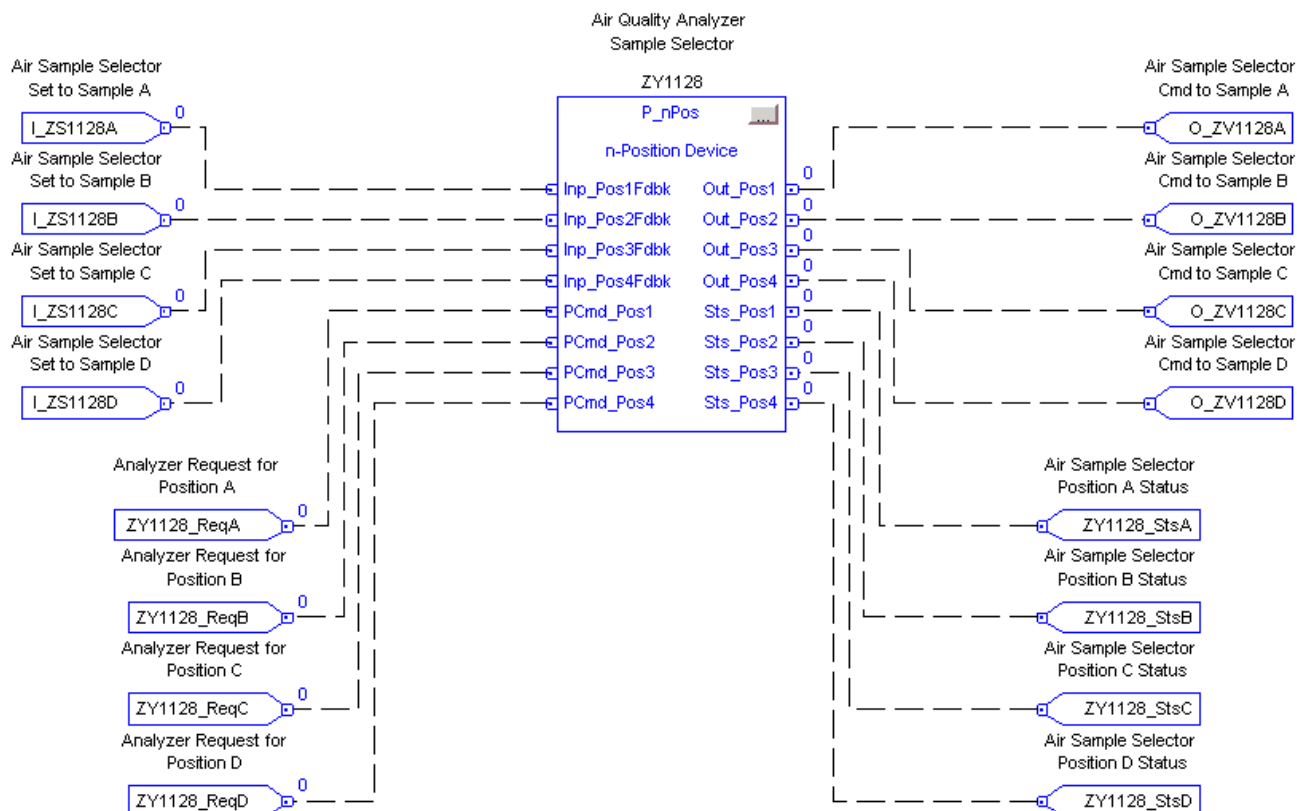 Air Quality Analyzer
Sample Selector
ZY1128
P_nPos
...
n-Position Device
Inp_Pos1Fdbk
Out_Pos1
0
Inp_Pos2Fdbk
Out_Pos2
0
Inp_Pos3Fdbk
Out_Pos3
0
Inp_Pos4Fdbk
Out_Pos4
0
PCmd_Pos1
Sts_Pos1
0
PCmd_Pos2
Sts_Pos2
0
PCmd_Pos3
Sts_Pos3
0
PCmd_Pos4
Sts_Pos4
0
Air Sample Selector
Set to Sample A
0
I_ZS1128A
Air Sample Selector
Set to Sample B
0
I_ZS1128B
Air Sample Selector
Set to Sample C
0
I_ZS1128C
Air Sample Selector
Set to Sample D
0
I_ZS1128D
Analyzer Request for
Position A
0
ZY1128_ReqA
Analyzer Request for
Position B
0
ZY1128_ReqB
Analyzer Request for
Position C
0
ZY1128_ReqC
Analyzer Request for
Position D
0
ZY1128_ReqD
Air Sample Selector
Cmd to Sample A
O_ZV1128A
Air Sample Selector
Cmd to Sample B
O_ZV1128B
Air Sample Selector
Cmd to Sample C
O_ZV1128C
Air Sample Selector
Cmd to Sample D
O_ZV1128D
Air Sample Selector
Position A Status
ZY1128_StsA
Air Sample Selector
Position B Status
ZY1128_StsB
Air Sample Selector
Position C Status
ZY1128_StsC
Air Sample Selector
Position D Status
ZY1128_StsD